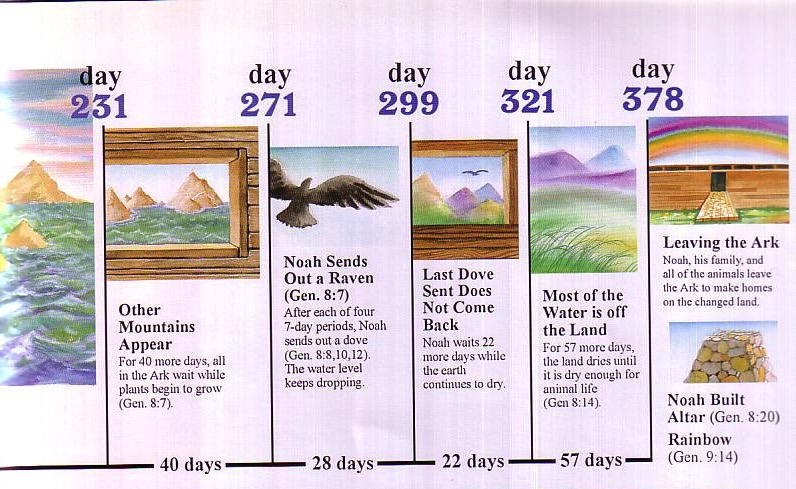 day
231
day
271
day
299
day
321
day
378
Other
Mountains
Appear
For 40 more days, all
in the Ark wait while
plants begin to grow
(Gen. 8:7).
Noah Sends
Out a Raven
(Gen. 8:7)
After each of four
7-day periods, Noah
sends out a dove
(Gen. 8:8,10,12).
The water level
keeps dropping.
Last Dove
Sent Does
Not Come
Back
Noah waits 22
more days while
the earth
continues to dry.
Most of the
Water is off
the Land
For 57 more days,
the land dries until
it is dry enough for
animal life
(Gen 8:14).
Leaving the Ark
Noah, his family, and
all of the animals leave
the Ark to make homes
on the changed land.
Noah Built
Altar (Gen. 8:20)
Rainbow
(Gen. 9:14)
40 days
28 days
22 days
57 days